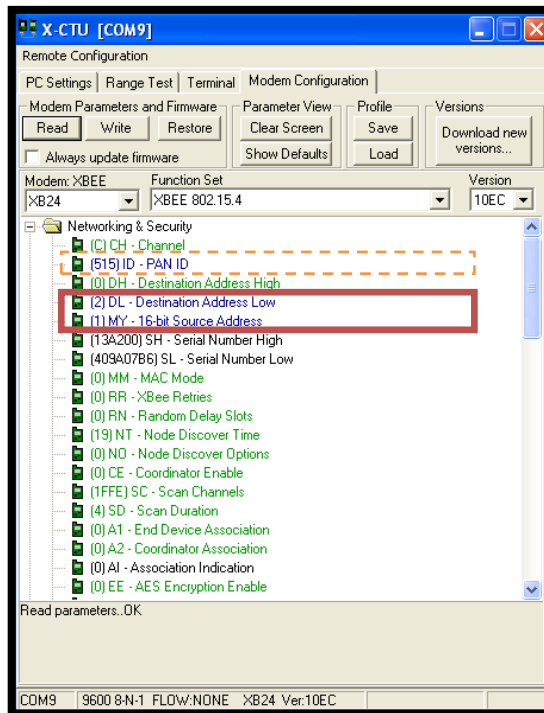 X-CTU [COM9]
Remote Configuration
PC Settings Range Test Terminal Modem Configuration
Modem Parameters and Firmware Parameter View Profile Versions
Read Write Restore Clear Screen Save Download new versions...
Always update firmware Show Defaults Load
Modem: XBEE Function Set Version
XB24 XBEE 802.15.4 10EC
Networking & Security
(C) CH - Channel
(515) ID - PAN ID
(0) DH - Destination Address High
(2) DL - Destination Address Low
(1) MY - 16-bit Source Address
(13A200) SH - Serial Number High
(409A07B6) SL - Serial Number Low
(0) MM - MAC Mode
(0) RR - XBee Retries
(0) RN - Random Delay Slots
(19) NT - Node Discover Time
(0) NO - Node Discover Options
(0) CE - Coordinator Enable
(1FFE) SC - Scan Channels
(4) SD - Scan Duration
(0) A1 - End Device Association
(0) A2 - Coordinator Association
(0) AI - Association Indication
(0) EE - AES Encryption Enable
Read parameters..OK
COM9 9600 8-N-1 FLOW:NONE XB24 Ver:10EC